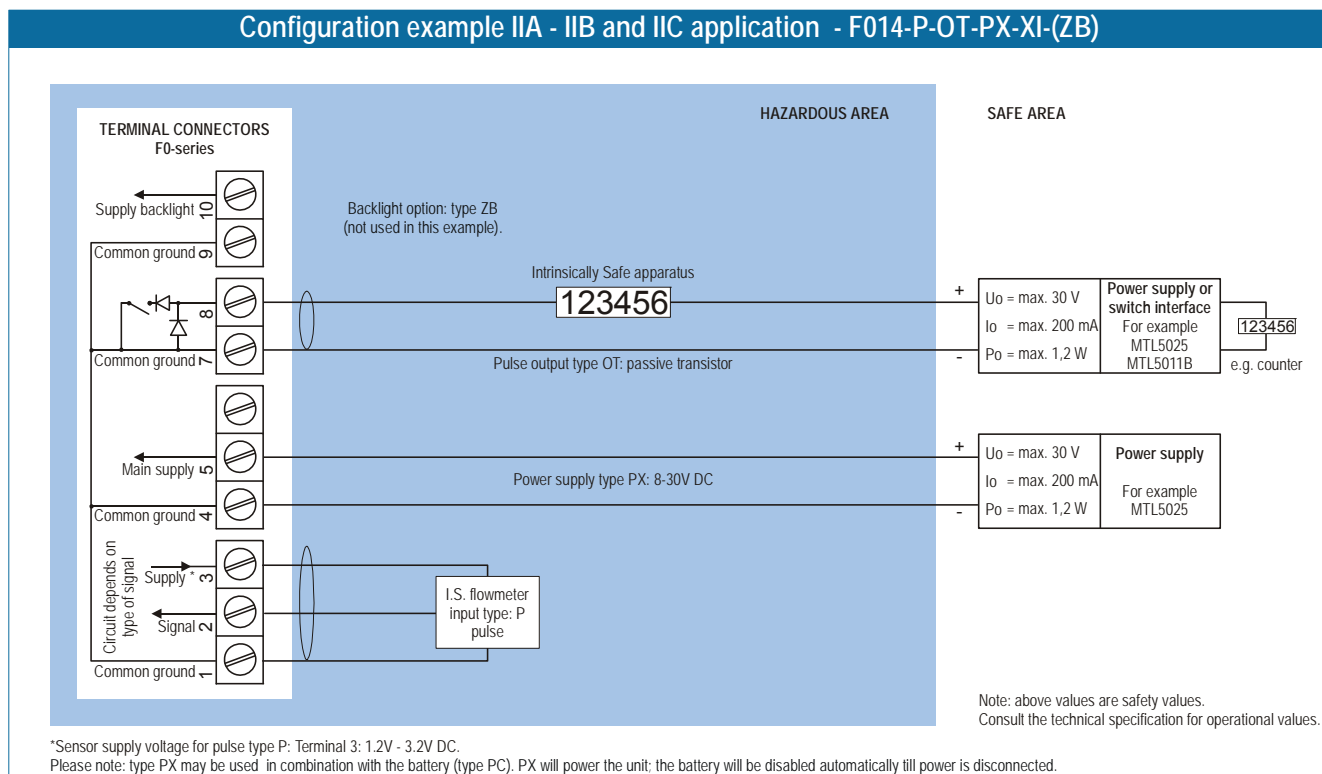 Configuration example IIA - IIB and IIC application - F014-P-OT-PX-XI-(ZB)
HAZARDOUS AREA
SAFE AREA
TERMINAL CONNECTORS
F0-series
Supply backlight 10
Common ground 9
8
Common ground 7
Main supply 5
Common ground 4
Circuit depends on
type of signal
Supply * 3
Signal 2
Common ground 1
Backlight option: type ZB
(not used in this example).
Intrinsically Safe apparatus
123456
Pulse output type OT: passive transistor
Power supply type PX: 8-30V DC
I.S. flowmeter
input type: P
pulse
+
-
Uo = max. 30 V
Io = max. 200 mA
Po = max. 1,2 W
Power supply or
switch interface
For example
MTL5025
MTL5011B
123456
e.g. counter
+
-
Uo = max. 30 V
Io = max. 200 mA
Po = max. 1,2 W
Power supply
For example
MTL5025
Note: above values are safety values.
Consult the technical specification for operational values.
*Sensor supply voltage for pulse type P: Terminal 3: 1.2V - 3.2V DC.
Please note: type PX may be used in combination with the battery (type PC). PX will power the unit; the battery will be disabled automatically till power is disconnected.